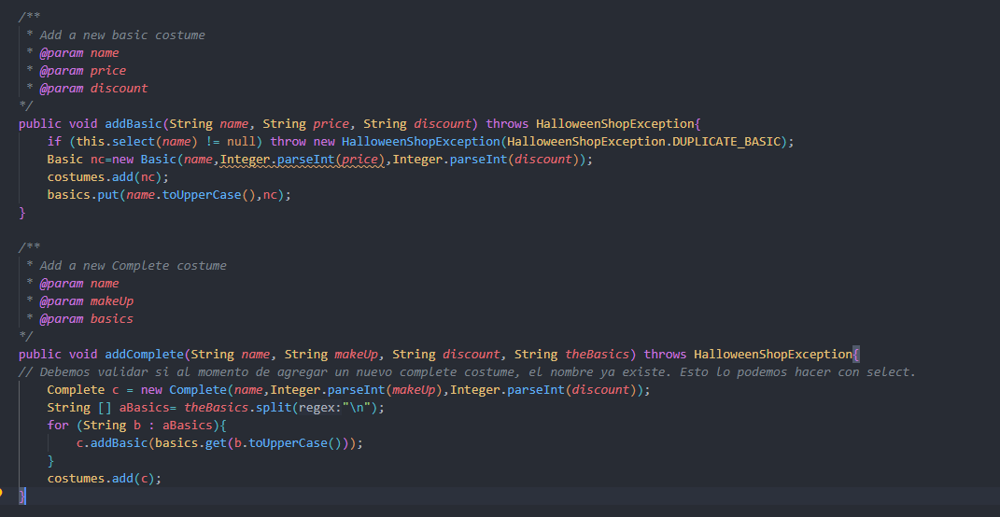 /**
 * Add a new basic costume
 * @param name
 * @param price
 * @param discount
*/
public void addBasic(String name, String price, String discount) throws HalloweenShopException{
    if (this.select(name) != null) throw new HalloweenShopException(HalloweenShopException.DUPLICATE_BASIC);
    Basic nc=new Basic(name,Integer.parseInt(price),Integer.parseInt(discount));
    costumes.add(nc);
    basics.put(name.toUpperCase(),nc);
}

/**
 * Add a new Complete costume
 * @param name
 * @param makeUp
 * @param basics
*/
public void addComplete(String name, String makeUp, String discount, String theBasics) throws HalloweenShopException{
// Debemos validar si al momento de agregar un nuevo complete costume, el nombre ya existe. Esto lo podemos hacer con select.
    Complete c = new Complete(name,Integer.parseInt(makeUp),Integer.parseInt(discount));
    String [] aBasics= theBasics.split(regex:"\n");
    for (String b : aBasics){
        c.addBasic(basics.get(b.toUpperCase()));
    }
    costumes.add(c);
}